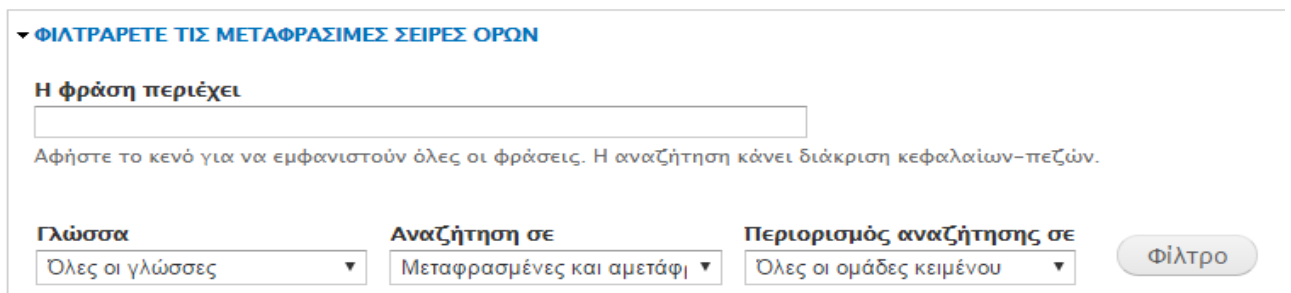 ΦΙΛΤΡΑΡΕΤΕ ΤΙΣ ΜΕΤΑΦΡΑΣΙΜΕΣ ΣΕΙΡΕΣ ΟΡΩΝ
Η φράση περιέχει
Αφήστε το κενό για να εμφανιστούν όλες οι φράσεις. Η αναζήτηση κάνει διάκριση κεφαλαίων-πεζών.
Γλώσσα Αναζήτηση σε Περιορισμός αναζήτησης σε
Όλες οι γλώσσες Μεταφρασμένες και αμετάφρ Όλες οι ομάδες κειμένου Φίλτρο